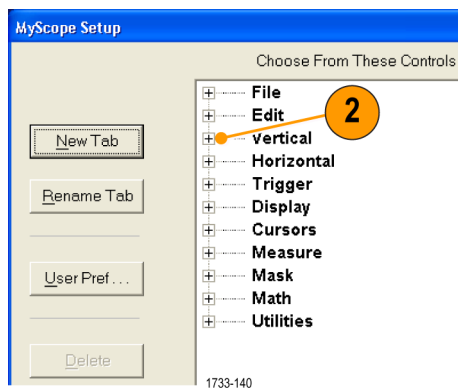 MyScope Setup
Choose From These Controls
File
Edit
2
Vertical
Horizontal
Trigger
Display
Cursors
Measure
Mask
Math
Utilities
New Tab
Rename Tab
User Pref . . .
Delete
1733-140